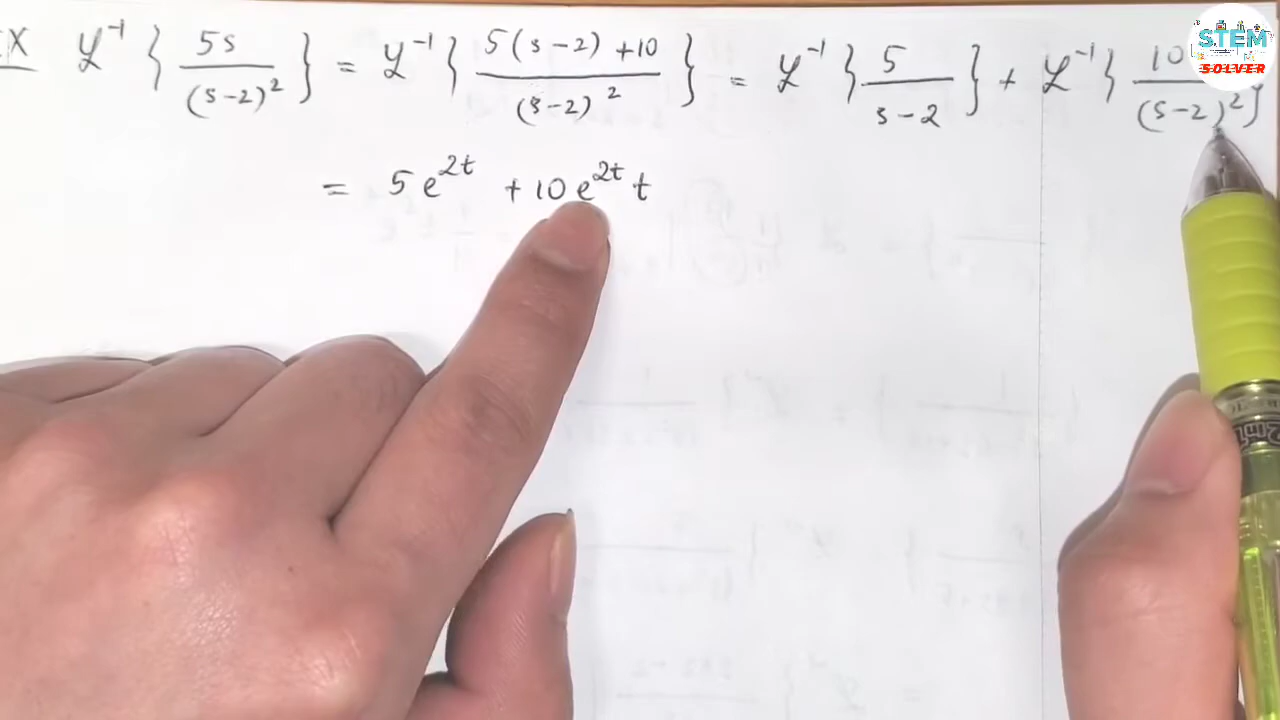 EX ℒ⁻¹ { 5s / (s-2)² } = ℒ⁻¹ { 5(s-2)+10 / (s-2)² } = ℒ⁻¹ { 5 / s-2 } + ℒ⁻¹ { 10 / (s-2)² }
= 5e^{2t} + 10e^{2t} t
STEM
SOLVER